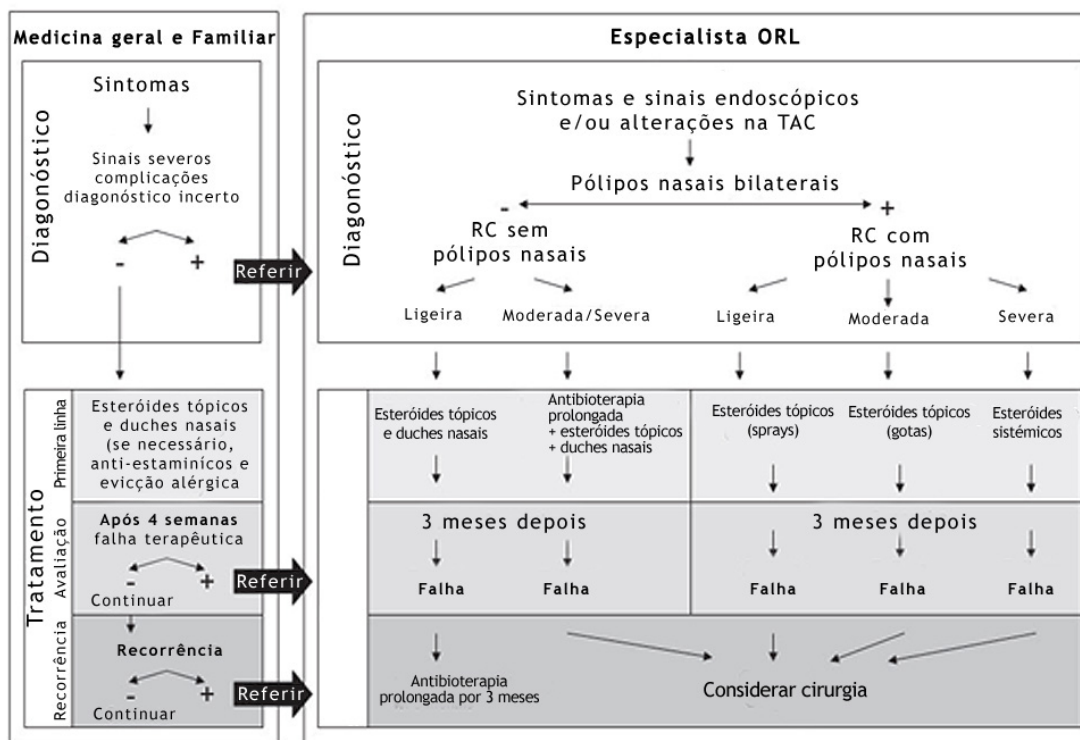 Medicina geral e Familiar
Diagonóstico
Sintomas
Sinais severos
complicações
diagonóstico incerto
-
+
Referir
Tratamento
Primeira linha
Esteróides tópicos
e duches nasais
(se necessário,
anti-estaminícos e
evicção alérgica
Avaliação
Após 4 semanas
falha terapêutica
-
+
Continuar
Referir
Recorrência
Recorrência
-
+
Continuar
Referir
Especialista ORL
Diagonóstico
Sintomas e sinais endoscópicos
e/ou alterações na TAC
Pólipos nasais bilaterais
-
+
RC sem
pólipos nasais
RC com
pólipos nasais
Ligeira
Moderada/Severa
Ligeira
Moderada
Severa
Esteróides tópicos
e duches nasais
Antibioterapia
prolongada
+ esteróides tópicos
+ duches nasais
Esteróides tópicos
(sprays)
Esteróides tópicos
(gotas)
Esteróides
sistémicos
3 meses depois
3 meses depois
Falha
Falha
Falha
Falha
Falha
Antibioterapia
prolongada por 3 meses
Considerar cirurgia